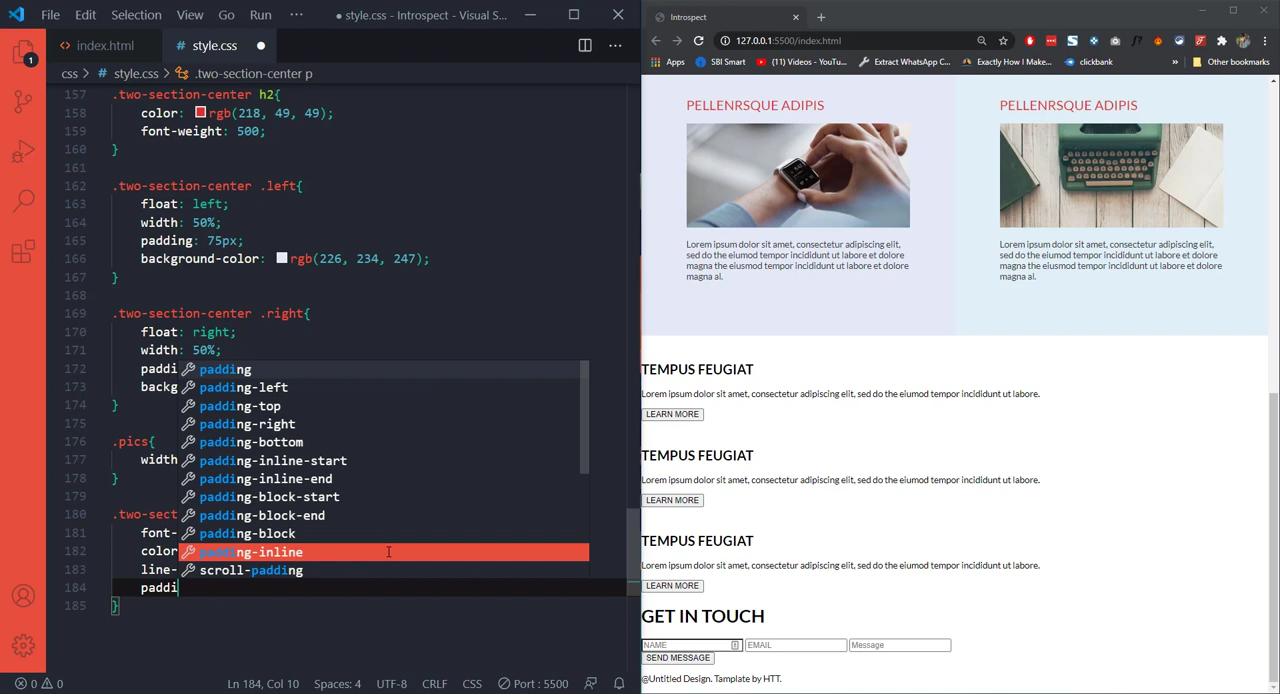 File Edit Selection View Go Run ··· ● style.css - Introspect - Visual S...
<> index.html # style.css ●
css > # style.css > .two-section-center p
157 .two-section-center h2{
158 color: rgb(218, 49, 49);
159 font-weight: 500;
160 }
161
162 .two-section-center .left{
163 float: left;
164 width: 50%;
165 padding: 75px;
166 background-color: rgb(226, 234, 247);
167 }
168
169 .two-section-center .right{
170 float: right;
171 width: 50%;
172 paddi
173 backg
174 }
175
176 .pics{
177 width
178 }
179
180 .two-sect
181 font-
182 color
183 line-
184 paddi
185 }
padding
padding-left
padding-top
padding-right
padding-bottom
padding-inline-start
padding-inline-end
padding-block-start
padding-block-end
padding-block
padding-inline
scroll-padding
1
0 0 Ln 184, Col 10 Spaces: 4 UTF-8 CRLF CSS Port : 5500
Introspect
127.0.0.1:5500/index.html
Apps SBI Smart (11) Videos - YouTu... Extract WhatsApp C... Exactly How I Make... clickbank » Other bookmarks
PELLENRSQUE ADIPIS
Lorem ipsum dolor sit amet, consectetur adipiscing elit,
sed do the eiusmod tempor incididunt ut labore et dolore
magna the eiusmod tempor incididunt ut labore et dolore
magna sel.
PELLENRSQUE ADIPIS
Lorem ipsum dolor sit amet, consectetur adipiscing elit,
sed do the eiusmod tempor incididunt ut labore et dolore
magna the eiusmod tempor incididunt ut labore et dolore
magna sel.
TEMPUS FEUGIAT
Lorem ipsum dolor sit amet, consectetur adipiscing elit, sed do the eiumod tempor incididunt ut labore.
LEARN MORE
TEMPUS FEUGIAT
Lorem ipsum dolor sit amet, consectetur adipiscing elit, sed do the eiumod tempor incididunt ut labore.
LEARN MORE
TEMPUS FEUGIAT
Lorem ipsum dolor sit amet, consectetur adipiscing elit, sed do the eiumod tempor incididunt ut labore.
LEARN MORE
GET IN TOUCH
NAME EMAIL Message
SEND MESSAGE
@Untitled Design. Tamplate by HTT.